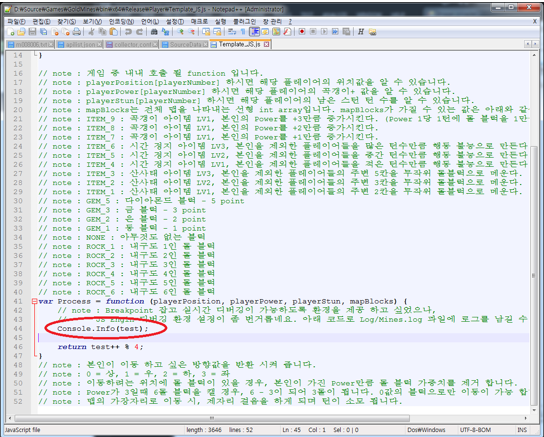 D:\Source\Games\GoldMines\bin\x64\Release\Player\Template_JS.js - Notepad++ [Administrator]
파일(F) 편집(E) 찾기(S) 보기(V) 인코딩(N) 언어(L) 설정(T) 매크로 실행 플러그인 창 관리 ?
Template_JS.js
14 }
15
16 // note : 게임 중 내내 호출 될 function 입니다.
17 // note : playerPosition[playerNumber] 하시면 해당 플레이어의 위치값을 알 수 있습니다.
18 // note : playerPower[playerNumber] 하시면 해당 플레이어의 곡괭이+ 값을 알 수 있습니다.
19 // note : playerStun[playerNumber] 하시면 해당 플레이어의 남은 스턴 턴 수를 알 수 있습니다.
20 // note : mapBlocks는 전체 맵을 나타내는 선형 int array입니다. mapBlocks가 가질 수 있는 값은 아래와 같
21 // note : ITEM_9 : 곡괭이 아이템 LV1, 본인의 Power를 +3만큼 증가시킨다. (Power 1당 1턴에 돌 블럭을 1만
22 // note : ITEM_8 : 곡괭이 아이템 LV1, 본인의 Power를 +2만큼 증가시킨다.
23 // note : ITEM_7 : 곡괭이 아이템 LV1, 본인의 Power를 +1만큼 증가시킨다.
24 // note : ITEM_6 : 시간 정지 아이템 LV3, 본인을 제외한 플레이어들을 많은 턴수만큼 행동 불능으로 만든다
25 // note : ITEM_5 : 시간 정지 아이템 LV2, 본인을 제외한 플레이어들을 중간 턴수만큼 행동 불능으로 만든다
26 // note : ITEM_4 : 시간 정지 아이템 LV1, 본인을 제외한 플레이어들을 적은 턴수만큼 행동 불능으로 만든다
27 // note : ITEM_3 : 산사태 아이템 LV3, 본인을 제외한 플레이어들의 주변 5칸을 무작위 돌블럭으로 메운다.
28 // note : ITEM_2 : 산사태 아이템 LV2, 본인을 제외한 플레이어들의 주변 3칸을 무작위 돌블럭으로 메운다.
29 // note : ITEM_1 : 산사태 아이템 LV1, 본인을 제외한 플레이어들의 주변 2칸을 무작위 돌블럭으로 메운다.
30 // note : GEM_5 : 다이아몬드 블럭 - 5 point
31 // note : GEM_3 : 금 블럭 - 3 point
32 // note : GEM_2 : 은 블럭 - 2 point
33 // note : GEM_1 : 동 블럭 - 1 point
34 // note : NONE : 아무것도 없는 블럭
35 // note : ROCK_1 : 내구도 1인 돌 블럭
36 // note : ROCK_2 : 내구도 2인 돌 블럭
37 // note : ROCK_3 : 내구도 3인 돌 블럭
38 // note : ROCK_4 : 내구도 4인 돌 블럭
39 // note : ROCK_5 : 내구도 5인 돌 블럭
40 // note : ROCK_6 : 내구도 6인 돌 블럭
41 var Process = function (playerPosition, playerPower, playerStun, mapBlocks) {
42 // note : Breakpoint 잡고 실시간 디버깅이 가능하도록 환경을 제공 하고 싶었으나,
43 디버깅 환경 설정이 좀 번거롭네요. 아래 코드로 Log/Mines.log 파일에 로그를 남길 수
44 Console.Info(test);
45
46 return test++ % 4;
47 }
48 // note : 본인이 이동 하고 싶은 방향값을 반환 시켜 줍니다.
49 // note : 0 = 상, 1 = 우, 2 = 하, 3 = 좌
50 // note : 이동하려는 위치에 돌 블럭이 있을 경우, 본인이 가진 Power만큼 돌 블럭 가중치를 제거 합니다.
51 // note : Power가 3일때 6돌 블럭을 캘 경우, 6 - 3이 되어 3돌이 됩니다. 0값의 블럭으로만 이동이 가능 합
52 // note : 맵의 가장자리로 이동 시, 제자리 걸음을 하게 되며 턴이 소모 됩니다.
JavaScript file length : 3646 lines : 52 Ln : 45 Col : 1 Sel : 0 | 0 Dos\Windows UTF-8-BOM INS